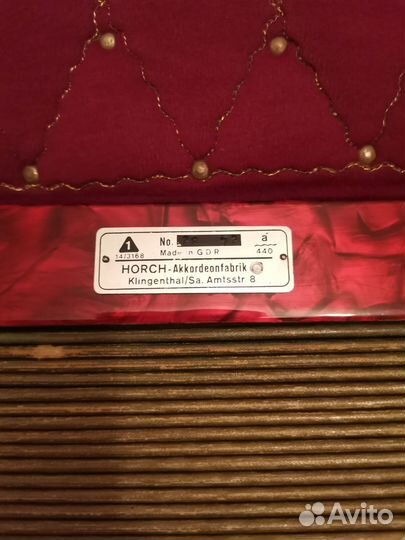 1
14/3168
No.
Made in GDR
a'
440
HORCH-Akkordeonfabrik
Klingenthal/Sa. Amtsstr 8
Avito